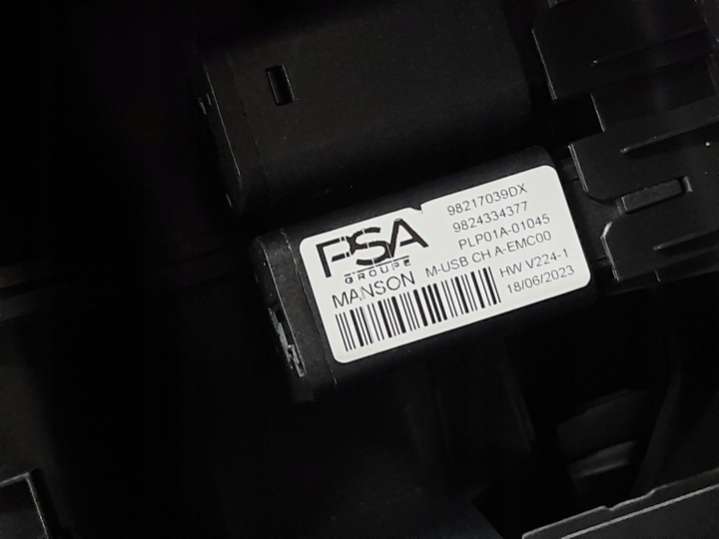 PSA
GROUPE
98217039DX
9824334377
PLP01A-01045
MANSON M-USB CH A-EMC00
HW V224-1
18/06/2023